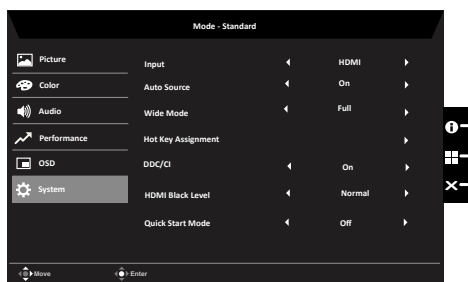 Mode - Standard
Picture
Color
Audio
Performance
OSD
System
Input HDMI
Auto Source On
Wide Mode Full
Hot Key Assignment
DDC/CI On
HDMI Black Level Normal
Quick Start Mode Off
Move Enter